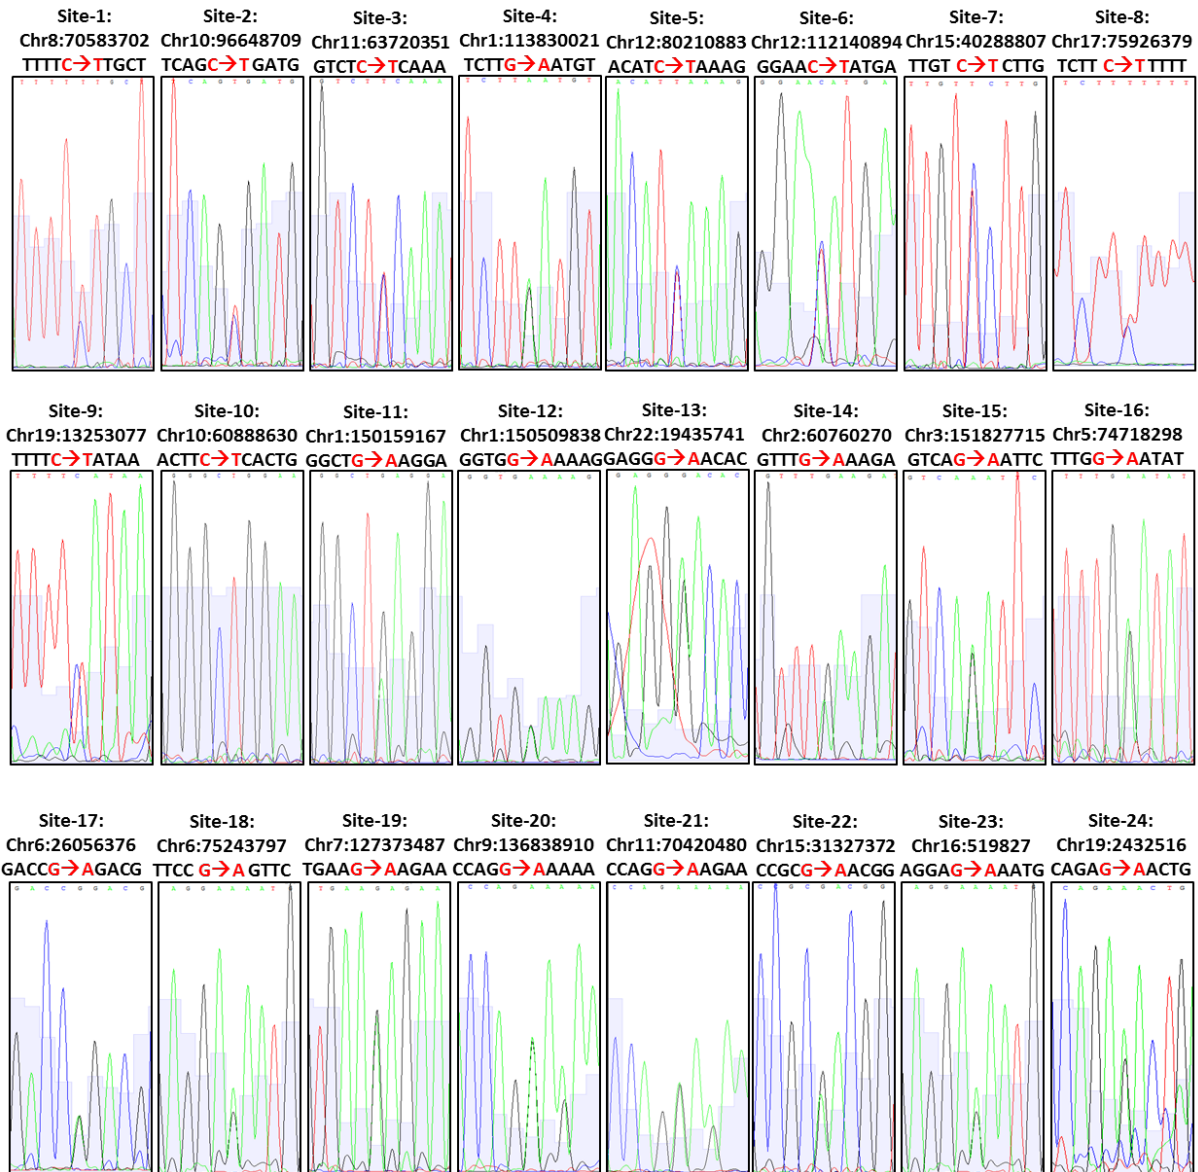 Site-1: Site-2: Site-3: Site-4: Site-5: Site-6: Site-7: Site-8:
Chr8:70583702 Chr10:96648709 Chr11:63720351 Chr1:113830021 Chr12:80210883 Chr12:112140894 Chr15:40288807 Chr17:75926379
TTTTC→TTGCT TCAGC→TGATG GTCTC→TCAAA TCTTG→AATGT ACATC→TAAAG GGAAC→TATGA TTGT C→T CTTG TCTT C→T TTTT
Site-9: Site-10: Site-11: Site-12: Site-13: Site-14: Site-15: Site-16:
Chr19:13253077 Chr10:60888630 Chr1:150159167 Chr1:150509838 Chr22:19435741 Chr2:60760270 Chr3:151827715 Chr5:74718298
TTTTC→TATAA ACTTC→TCACTG GGCTG→AAGGA GGTGG→AAAAG GAGGG→AACAC GTTTG→AAAGA GTCAG→AATTC TTTGG→AATAT
Site-17: Site-18: Site-19: Site-20: Site-21: Site-22: Site-23: Site-24:
Chr6:26056376 Chr6:75243797 Chr7:127373487 Chr9:136838910 Chr11:70420480 Chr15:31327372 Chr16:519827 Chr19:2432516
GACCG→AGACG TTCC G→A GTTC TGAAG→AAGAA CCAGG→AAAAA CCAGG→AAGAA CCGCG→AACGG AGGAG→AAATG CAGAG→AACTG